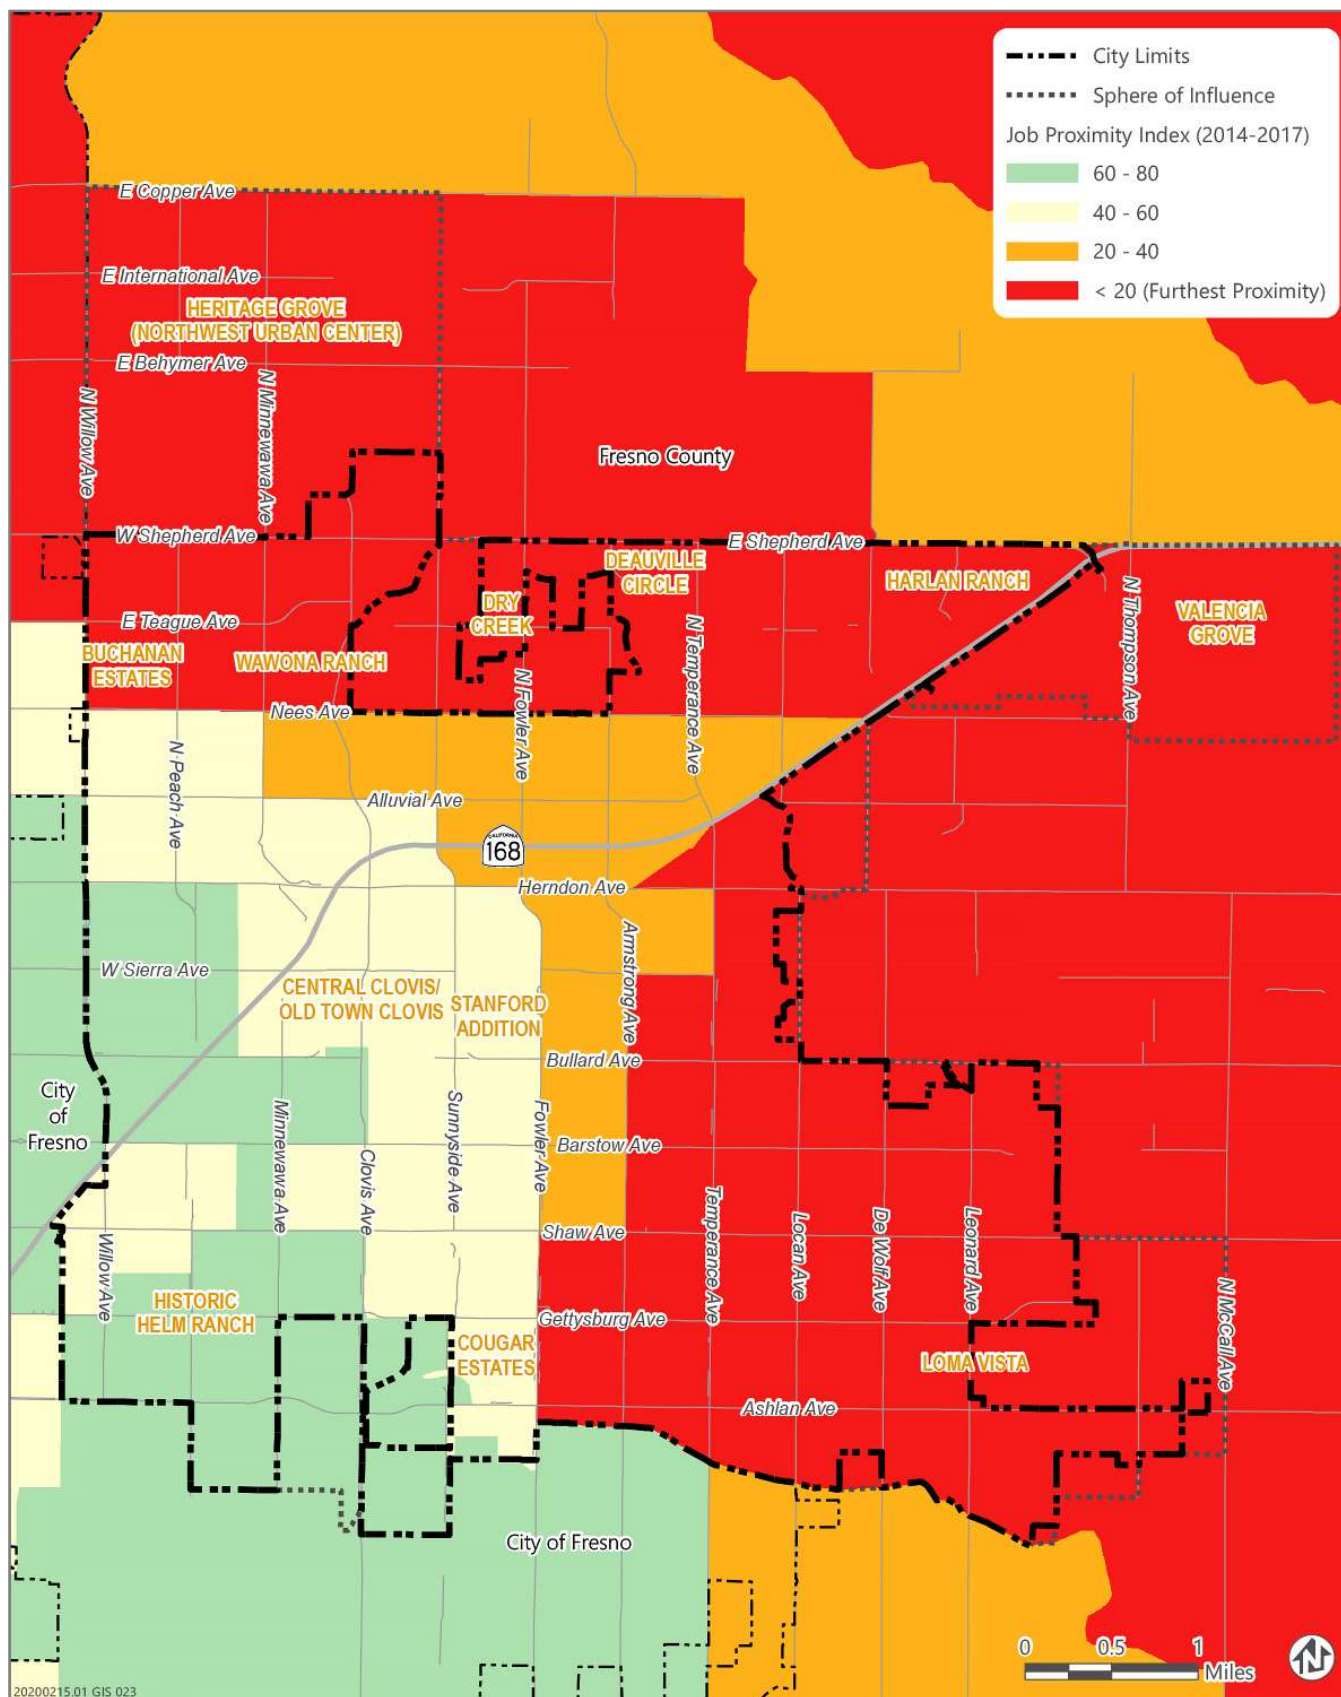 City Limits
Sphere of Influence
Job Proximity Index (2014-2017)
60 - 80
40 - 60
20 - 40
< 20 (Furthest Proximity)
E Copper Ave
E International Ave
HERITAGE GROVE
(NORTHWEST URBAN CENTER)
E Behymer Ave
N Willow Ave
N Minnewawa Ave
Fresno County
W Shepherd Ave
E Shepherd Ave
DEAUVILLE
CIRCLE
HARLAN RANCH
N Thompson Ave
VALENCIA
GROVE
DRY
CREEK
E Teague Ave
BUCHANAN
ESTATES
WAWONA RANCH
N Fowler Ave
N Temperance Ave
Nees Ave
N Peach Ave
Alluvial Ave
CALIFORNIA
168
Herndon Ave
Armstrong Ave
W Sierra Ave
CENTRAL CLOVIS/
OLD TOWN CLOVIS
STANFORD
ADDITION
Bullard Ave
City
of
Fresno
Minnewawa Ave
Clovis Ave
Sunnyside Ave
Fowler Ave
Barstow Ave
Temperance Ave
Locan Ave
De Wolf Ave
Leonard Ave
Shaw Ave
Willow Ave
N McCall Ave
HISTORIC
HELM RANCH
Gettysburg Ave
COUGAR
ESTATES
LOMA VISTA
Ashlan Ave
City of Fresno
0
0.5
1
Miles
N
20200215.01 GIS 023